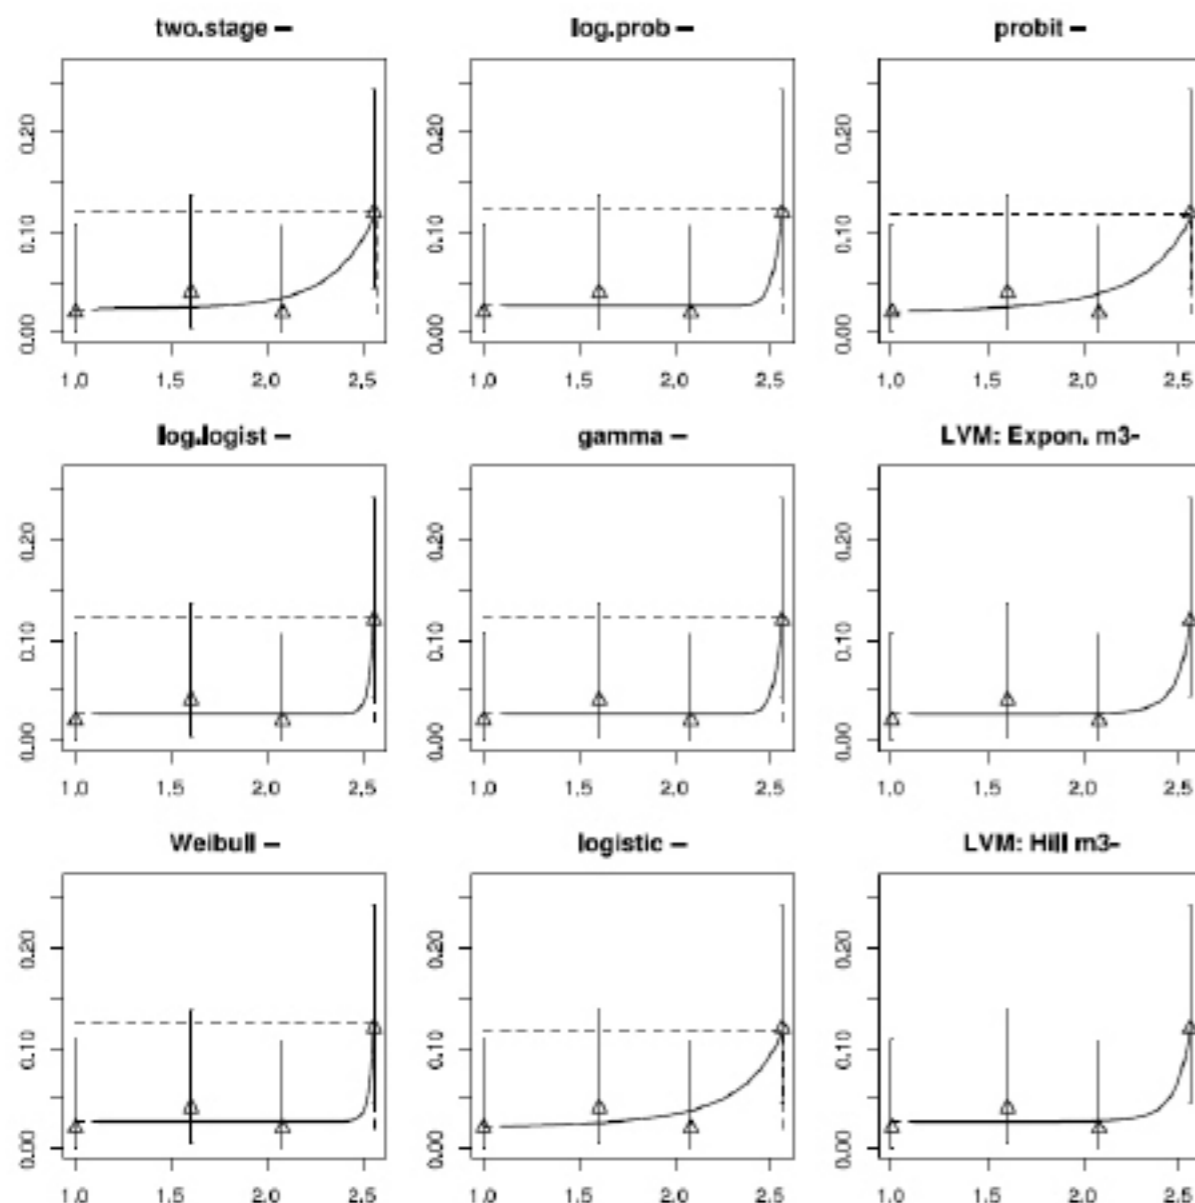 two.stage – log.prob – probit –
0.20 0.20 0.20
0.10 0.10 0.10
0.00 0.00 0.00
1.0 1.5 2.0 2.5 1.0 1.5 2.0 2.5 1.0 1.5 2.0 2.5
log.logist – gamma – LVM: Expon. m3-
0.20 0.20 0.20
0.10 0.10 0.10
0.00 0.00 0.00
1.0 1.5 2.0 2.5 1.0 1.5 2.0 2.5 1.0 1.5 2.0 2.5
Weibull – logistic – LVM: Hill m3-
0.20 0.20 0.20
0.10 0.10 0.10
0.00 0.00 0.00
1.0 1.5 2.0 2.5 1.0 1.5 2.0 2.5 1.0 1.5 2.0 2.5